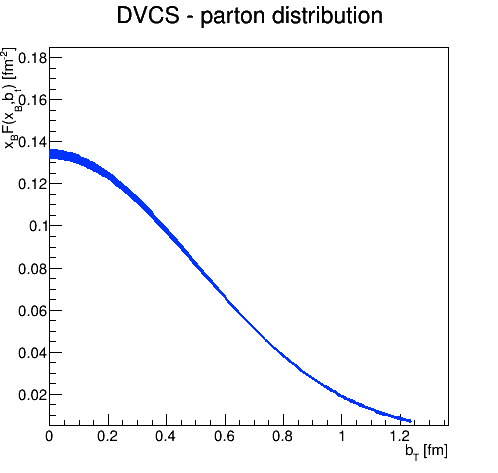 DVCS - parton distribution
x_B F(x_B,b_t) [fm^-2]
0.18
0.16
0.14
0.12
0.1
0.08
0.06
0.04
0.02
0 0.2 0.4 0.6 0.8 1 1.2
b_T [fm]